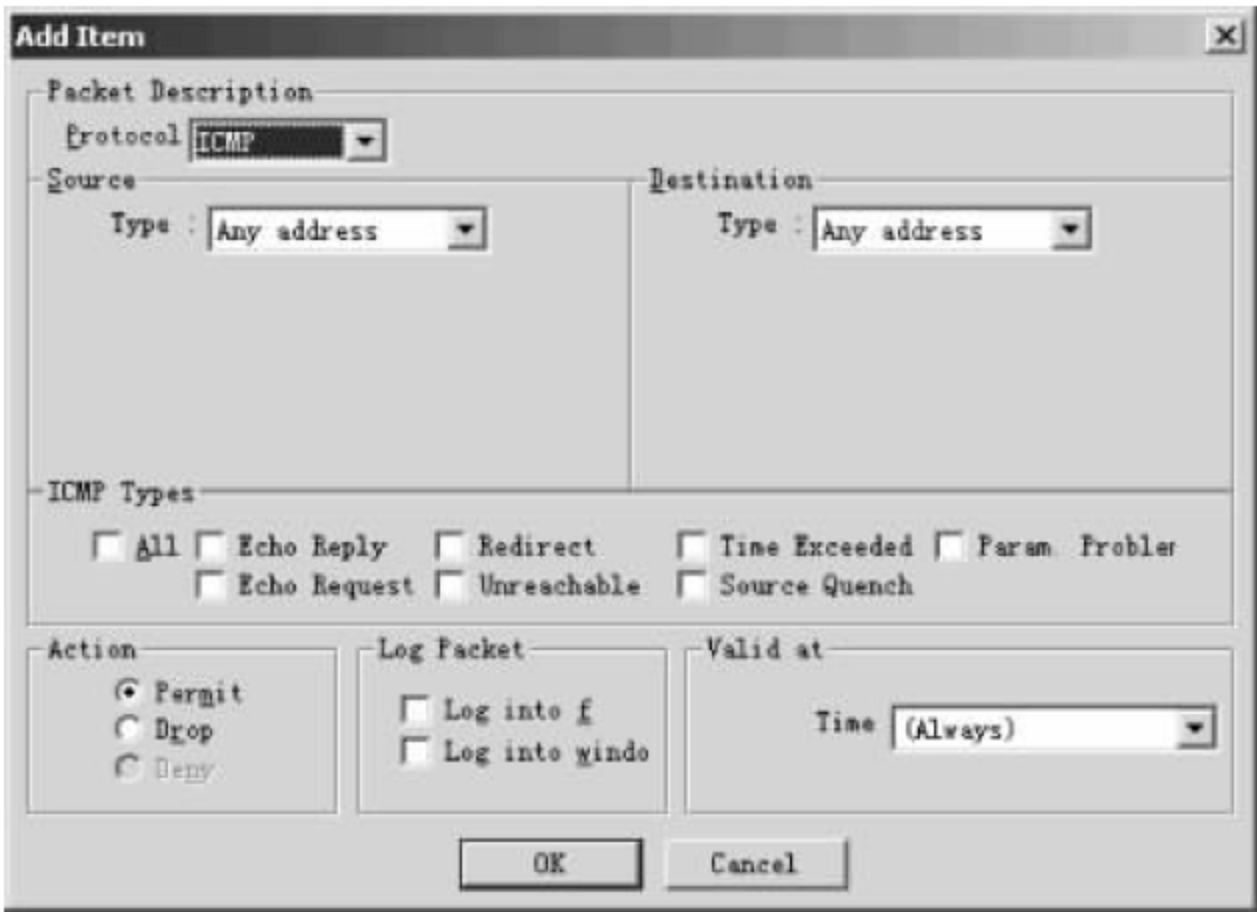 Add Item
Packet Description
Protocol ICMP
Source
Destination
Type : Any address
Type : Any address
ICMP Types
All Echo Reply Redirect Time Exceeded Param. Probler
Echo Request Unreachable Source Quench
Action
Log Packet
Valid at
Permit
Drop
Deny
Log into f
Log into windo
Time (Always)
OK
Cancel